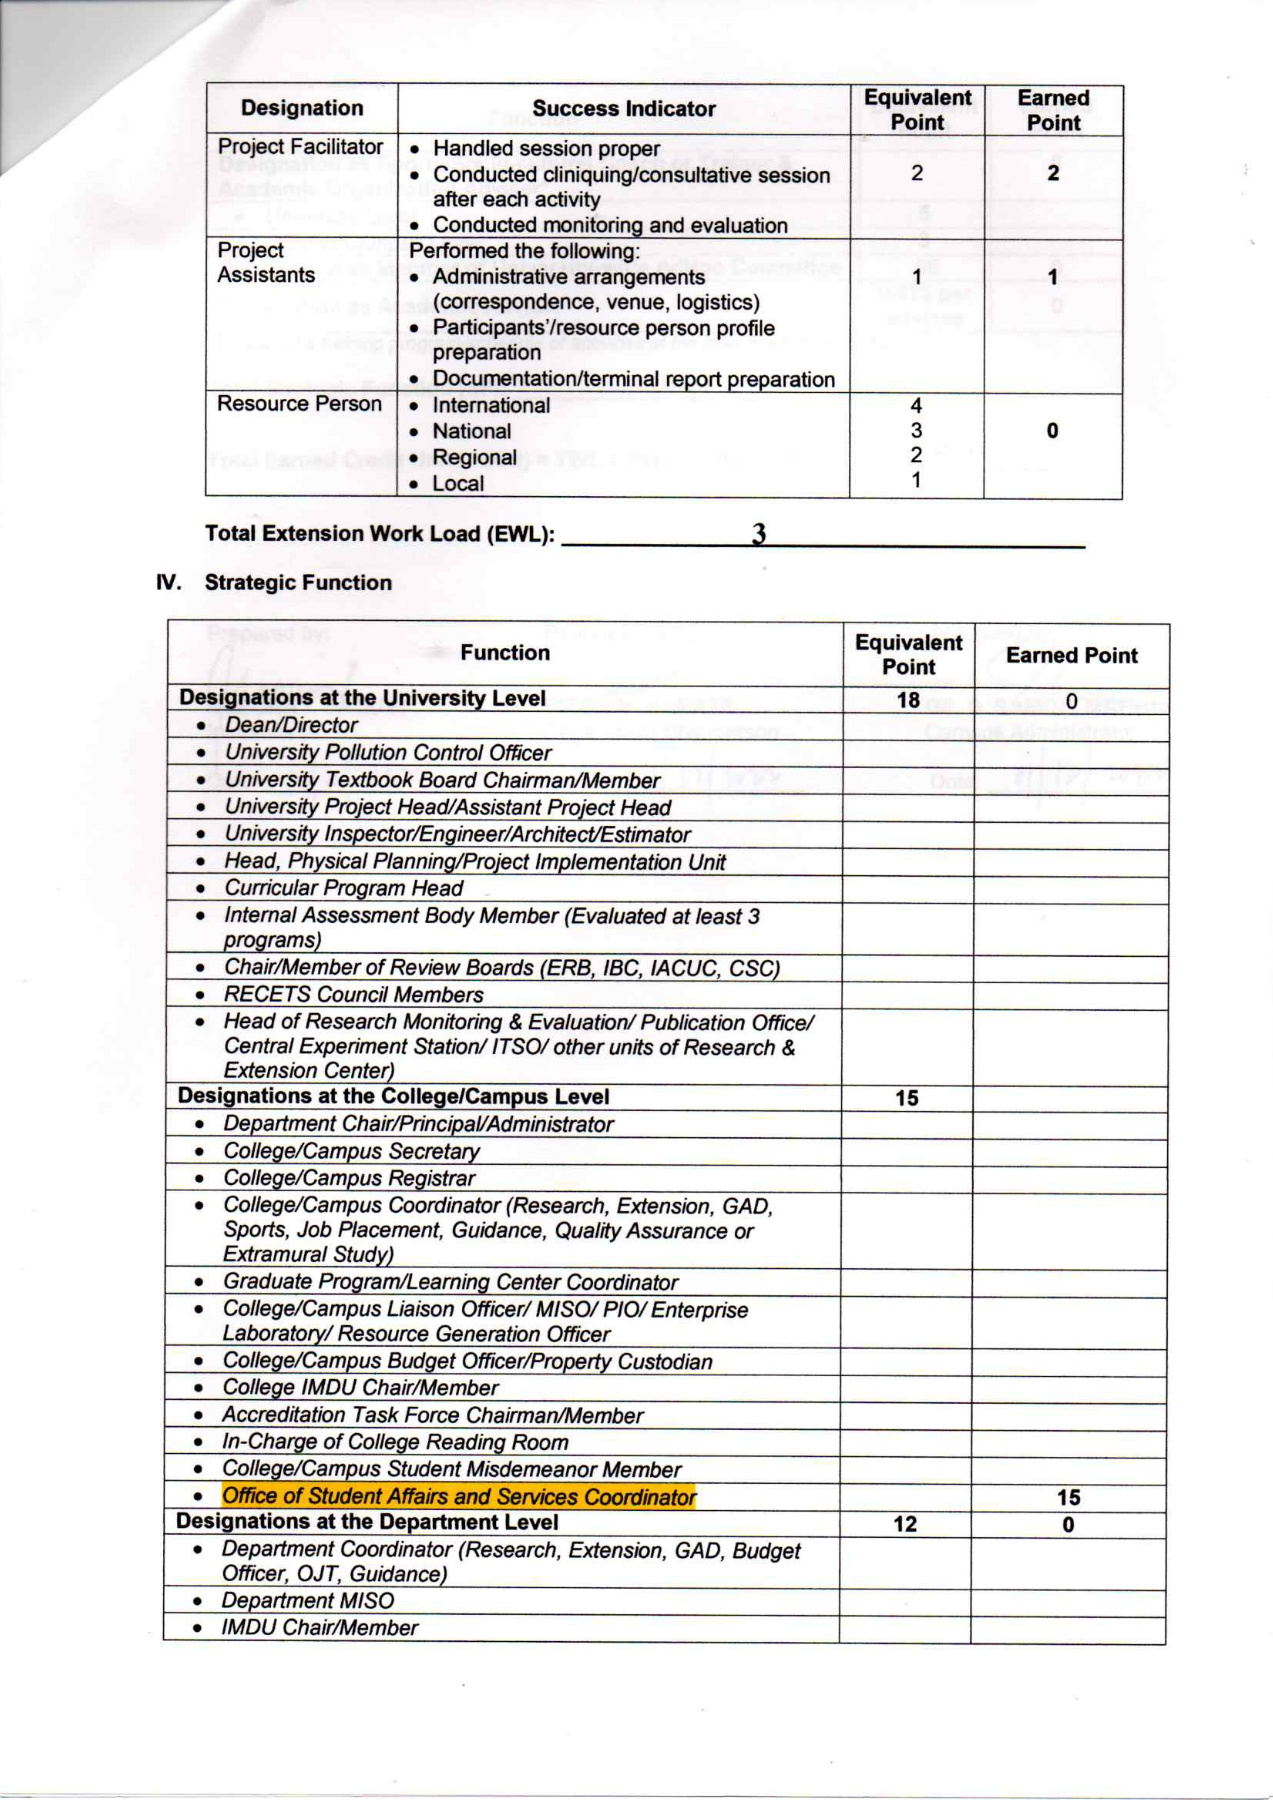 Designation Success Indicator Equivalent Point Earned Point
Project Facilitator • Handled session proper
• Conducted cliniquing/consultative session 2 2
after each activity
• Conducted monitoring and evaluation
Project Performed the following:
Assistants • Administrative arrangements 1 1
(correspondence, venue, logistics)
• Participants'/resource person profile
preparation
• Documentation/terminal report preparation
Resource Person • International 4
• National 3 0
• Regional 2
• Local 1
Total Extension Work Load (EWL): 3
IV. Strategic Function
Function Equivalent Point Earned Point
Designations at the University Level 18 0
• Dean/Director
• University Pollution Control Officer
• University Textbook Board Chairman/Member
• University Project Head/Assistant Project Head
• University Inspector/Engineer/Architect/Estimator
• Head, Physical Planning/Project Implementation Unit
• Curricular Program Head
• Internal Assessment Body Member (Evaluated at least 3
programs)
• Chair/Member of Review Boards (ERB, IBC, IACUC, CSC)
• RECETS Council Members
• Head of Research Monitoring & Evaluation/ Publication Office/
Central Experiment Station/ ITSO/ other units of Research &
Extension Center)
Designations at the College/Campus Level 15
• Department Chair/Principal/Administrator
• College/Campus Secretary
• College/Campus Registrar
• College/Campus Coordinator (Research, Extension, GAD,
Sports, Job Placement, Guidance, Quality Assurance or
Extramural Study)
• Graduate Program/Learning Center Coordinator
• College/Campus Liaison Officer/ MISO/ PIO/ Enterprise
Laboratory/ Resource Generation Officer
• College/Campus Budget Officer/Property Custodian
• College IMDU Chair/Member
• Accreditation Task Force Chairman/Member
• In-Charge of College Reading Room
• College/Campus Student Misdemeanor Member
• Office of Student Affairs and Services Coordinator 15
Designations at the Department Level 12 0
• Department Coordinator (Research, Extension, GAD, Budget
Officer, OJT, Guidance)
• Department MISO
• IMDU Chair/Member